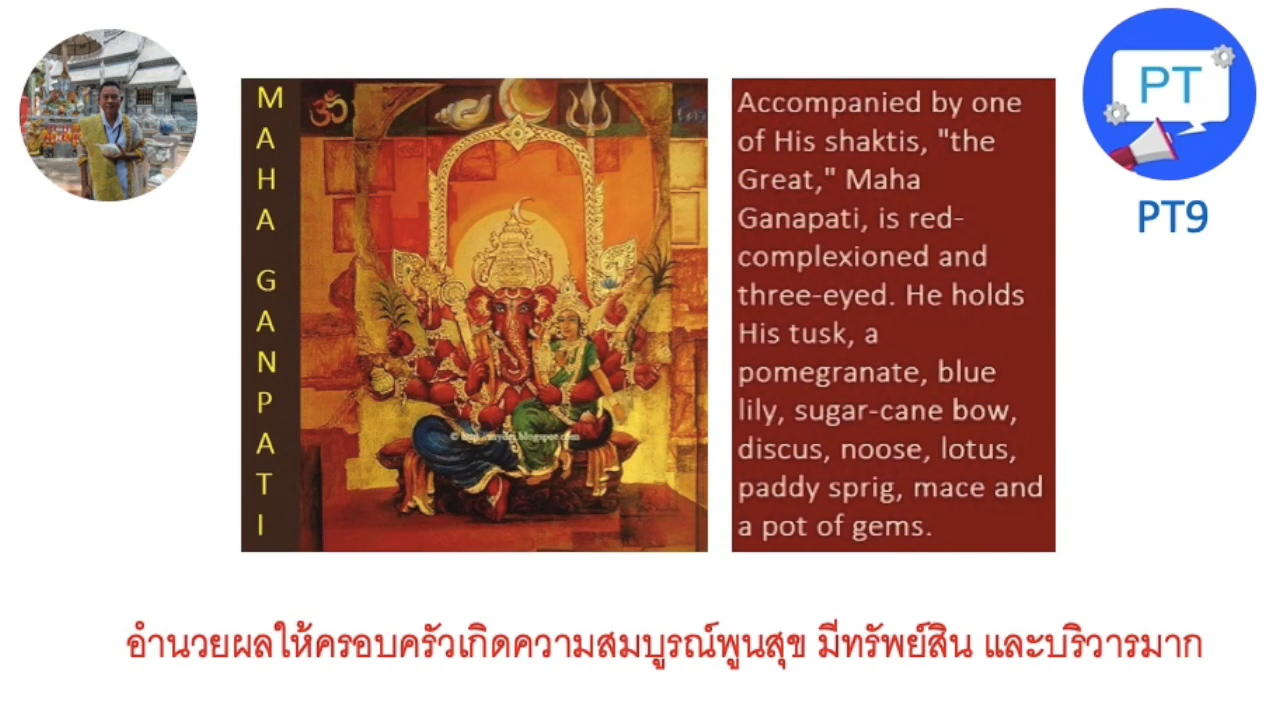 MAHA GANPATI
Accompanied by one
of His shaktis, "the
Great," Maha
Ganapati, is red-
complexioned and
three-eyed. He holds
His tusk, a
pomegranate, blue
lily, sugar-cane bow,
discus, noose, lotus,
paddy sprig, mace and
a pot of gems.
PT
PT9
อำนวยผลให้ครอบครัวเกิดความสมบูรณ์พูนสุข มีทรัพย์สิน และบริวารมาก